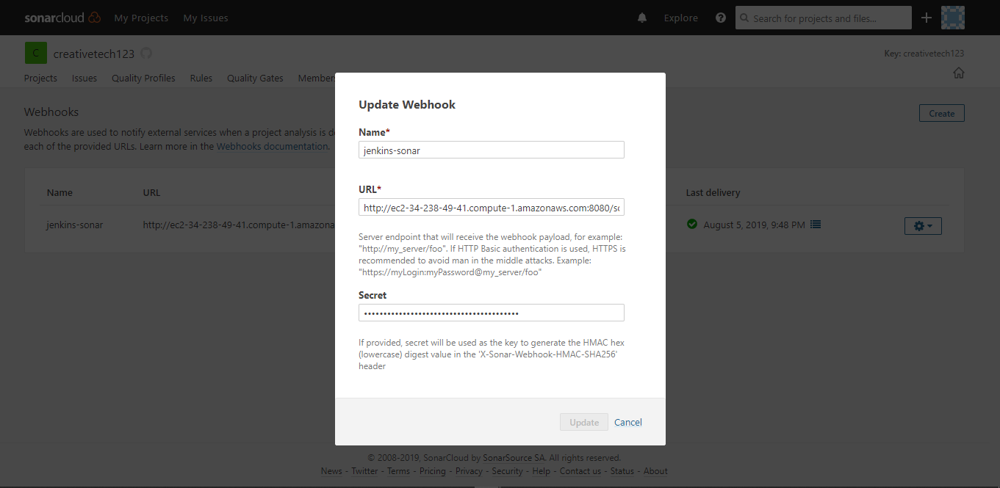 sonarcloud My Projects My Issues Explore Search for projects and files...
C creativetech123 Key: creativetech123
Projects Issues Quality Profiles Rules Quality Gates Members
Webhooks Create
Webhooks are used to notify external services when a project analysis is
each of the provided URLs. Learn more in the Webhooks documentation.
Name URL Last delivery
jenkins-sonar http://ec2-34-238-49-41.compute-1.amazona August 5, 2019, 9:48 PM
Update Webhook
Name*
jenkins-sonar
URL*
http://ec2-34-238-49-41.compute-1.amazonaws.com:8080/s
Server endpoint that will receive the webhook payload, for example:
"http://my_server/foo". If HTTP Basic authentication is used, HTTPS is
recommended to avoid man in the middle attacks. Example:
"https://myLogin:myPassword@my_server/foo"
Secret
••••••••••••••••••••••••••••••••••••••••
If provided, secret will be used as the key to generate the HMAC hex
(lowercase) digest value in the 'X-Sonar-Webhook-HMAC-SHA256'
header
Update Cancel
© 2008-2019, SonarCloud by SonarSource SA. All rights reserved.
News - Twitter - Terms - Pricing - Privacy - Security - Help - Contact us - Status - About